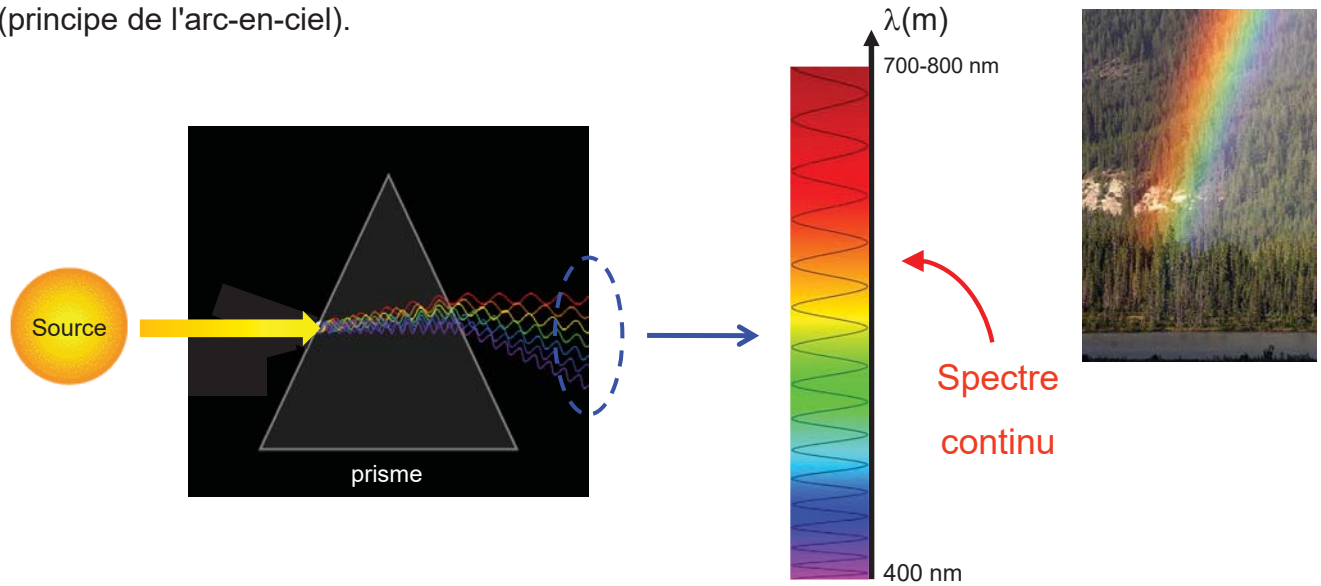 (principe de l'arc-en-ciel).
λ(m)
700-800 nm
Source
prisme
Spectre
continu
400 nm